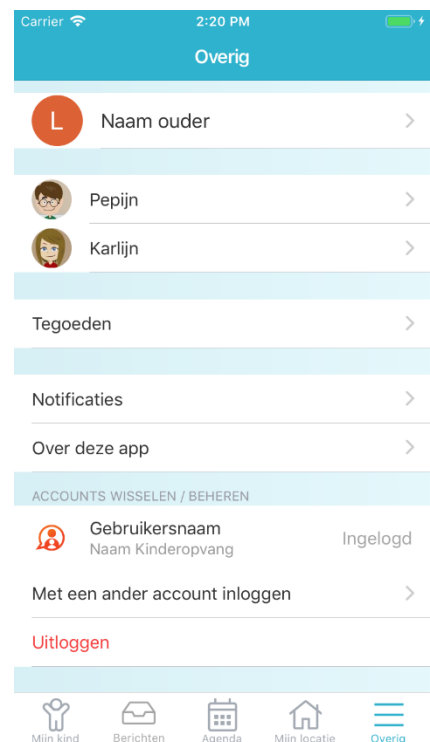 Carrier 2:20 PM
Overig
L Naam ouder
Pepijn
Karlijn
Tegoeden
Notificaties
Over deze app
ACCOUNTS WISSELEN / BEHEREN
Gebruikersnaam
Naam Kinderopvang
Ingelogd
Met een ander account inloggen
Uitloggen
Mijn kind Berichten Agenda Mijn locatie Overig